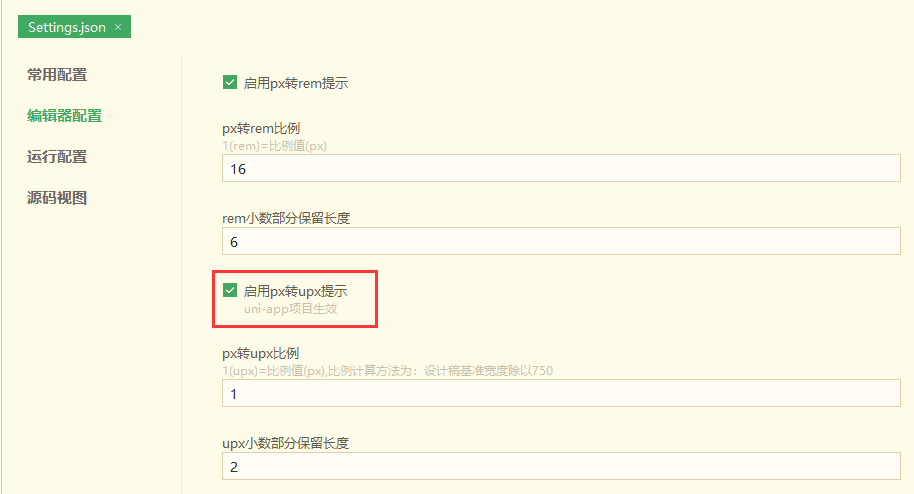 Settings.json ×
常用配置
编辑器配置
运行配置
源码视图
启用px转rem提示
px转rem比例
1(rem)=比例值(px)
16
rem小数部分保留长度
6
启用px转upx提示
uni-app项目生效
px转upx比例
1(upx)=比例值(px),比例计算方法为：设计稿基准宽度除以750
1
upx小数部分保留长度
2